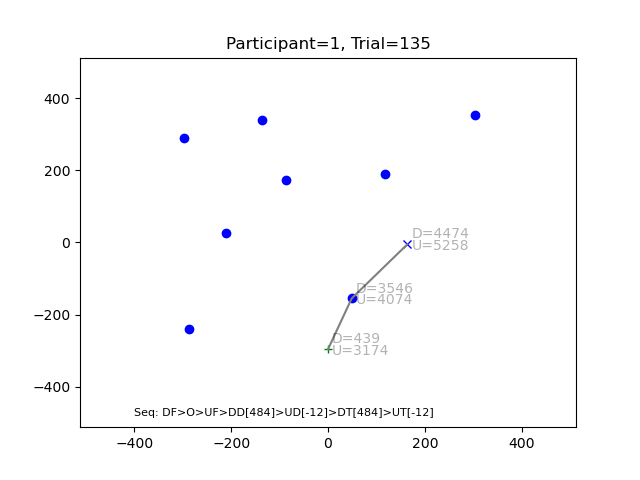 Participant=1, Trial=135
400
200
0
−200
−400
D=4474
U=5258
D=3546
U=4074
D=439
U=3174
Seq: DF>O>UF>DD[484]>UD[-12]>DT[484]>UT[-12]
−400 −200 0 200 400